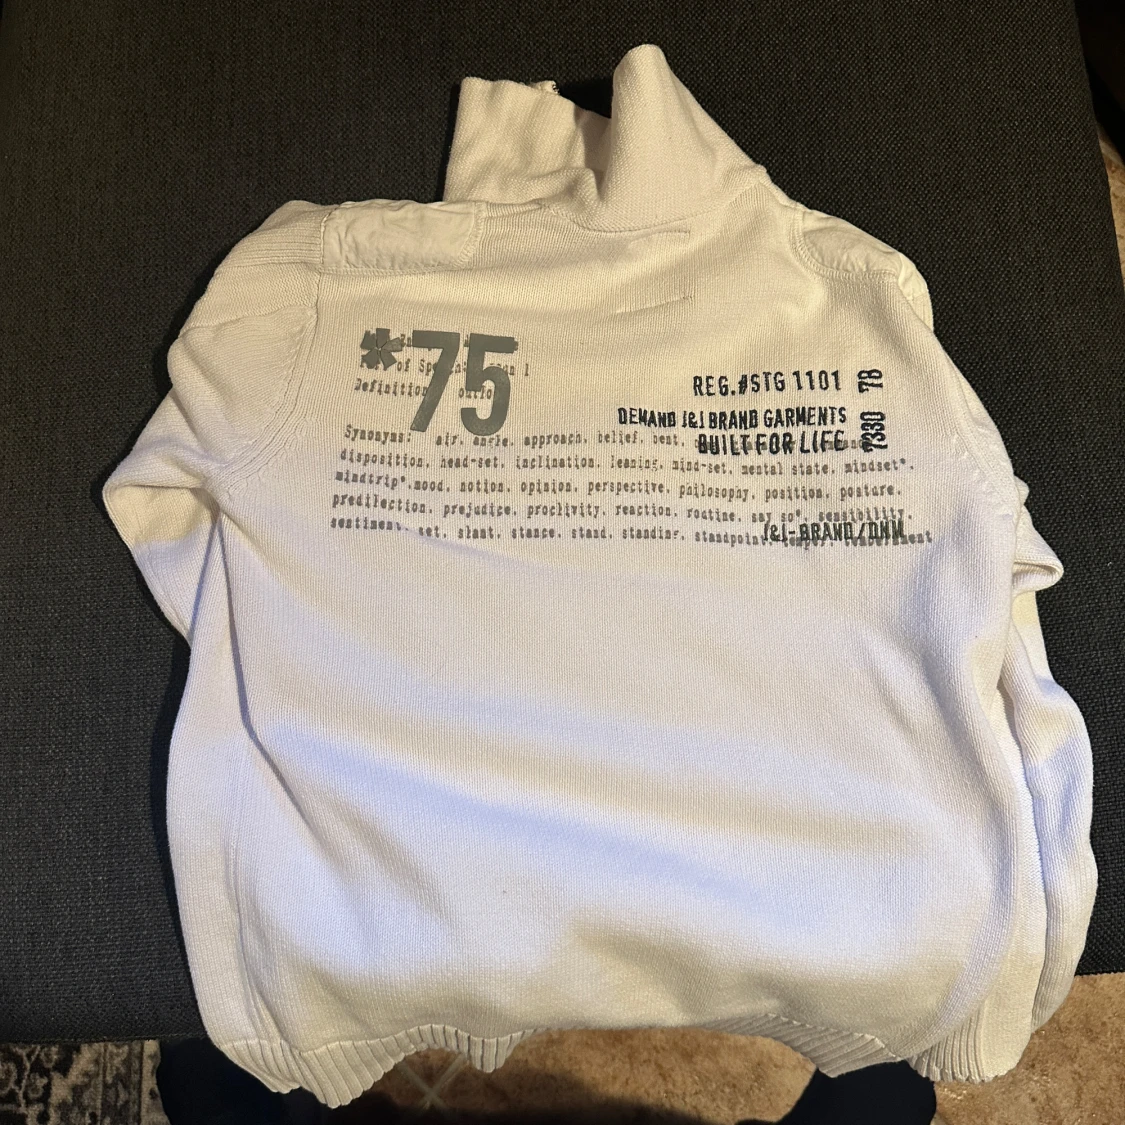 *75
of
Definition
REG.#STG 1101
78
DEMAND J&J BRAND GARMENTS
7330
BUILT FOR LIFE
Synonyms: air. angle. approach, belief. bent.
disposition. head-set. inclination. leaning. mind-set. mental state. mindset*.
mindtrip*.mood. notion. opinion. perspective. philosophy. position. posture.
predilection. prejudice. proclivity. reaction. routine. say so*. sensibility.
sentiment. set. slant. stance. stand. standing. standpoint.
J&J-BRAND/DNM